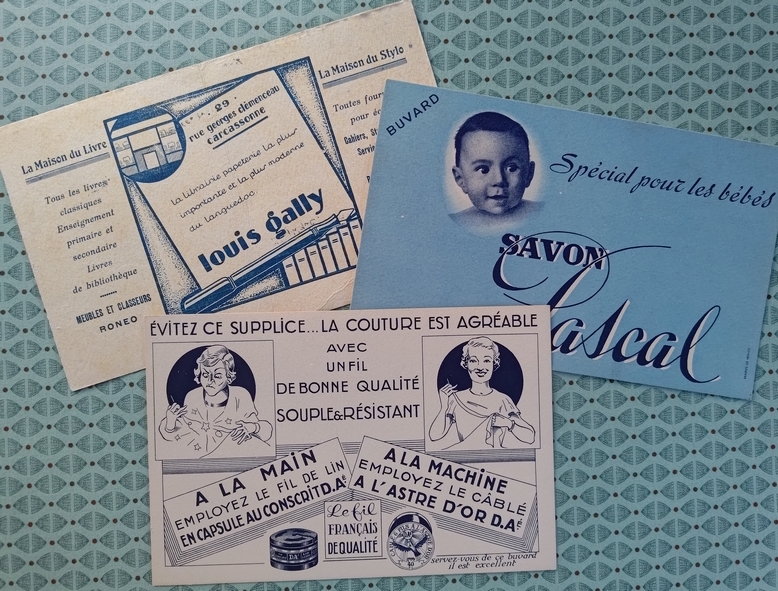 La Maison du Livre
Tous les livres
classiques
Enseignement
primaire et
secondaire
Livres
de bibliothèque
MEUBLES ET CLASSEURS
RONEO
29
rue georges clémenceau
carcassonne
La librairie papeterie la plus
importante et la plus moderne
du languedoc
louis gally
La Maison du Stylo
Toutes
pour
Cahiers,
BUVARD
Spécial pour les bébés
SAVON
Pascal
ÉVITEZ CE SUPPLICE...LA COUTURE EST AGRÉABLE
AVEC
UN FIL
DE BONNE QUALITÉ
SOUPLE & RÉSISTANT
A LA MAIN
EMPLOYEZ LE FIL DE LIN
EN CAPSULE AU CONSCRIT D.A.
A LA MACHINE
EMPLOYEZ LE CÂBLÉ
A L'ASTRE D'OR D.A.
Le fil
FRANÇAIS
DE QUALITÉ
servez-vous de ce buvard
il est excellent